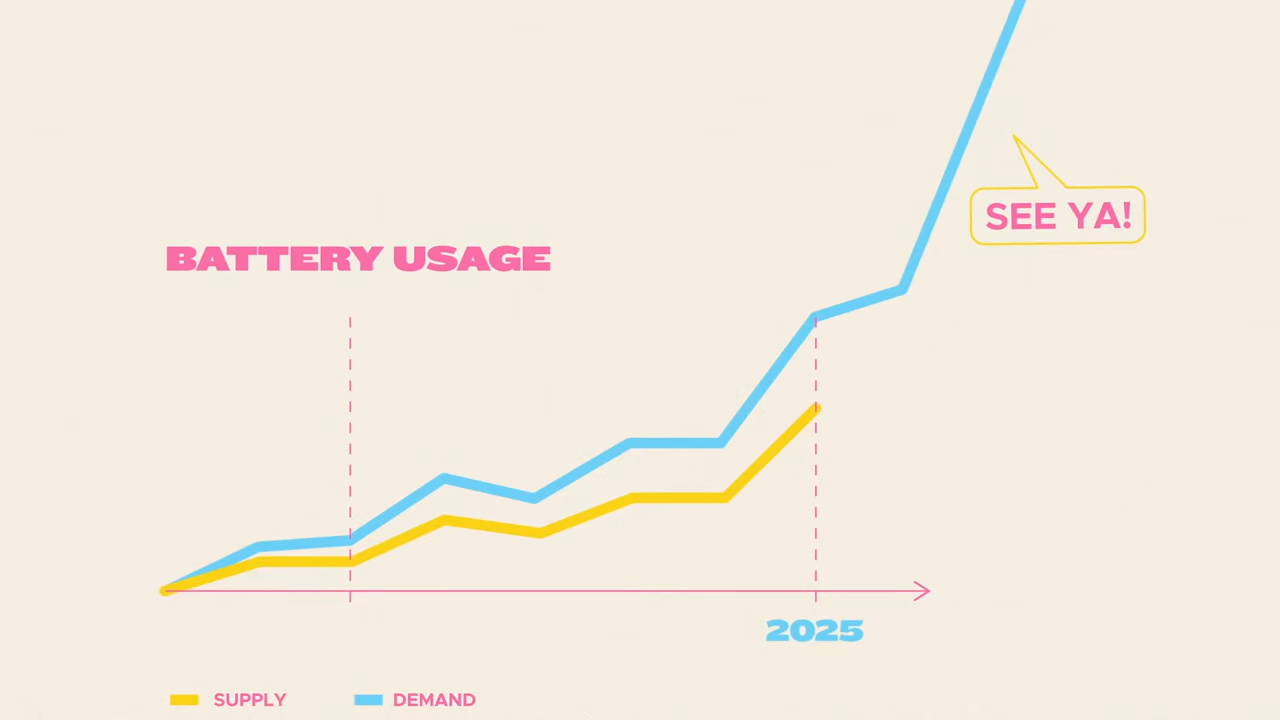 SEE YA!
BATTERY USAGE
2025
SUPPLY
DEMAND